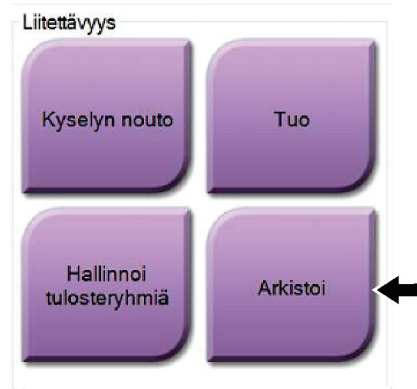 Liitettävyys
Kyselyn nouto
Tuo
Hallinnoi
tulosteryhmiä
Arkistoi